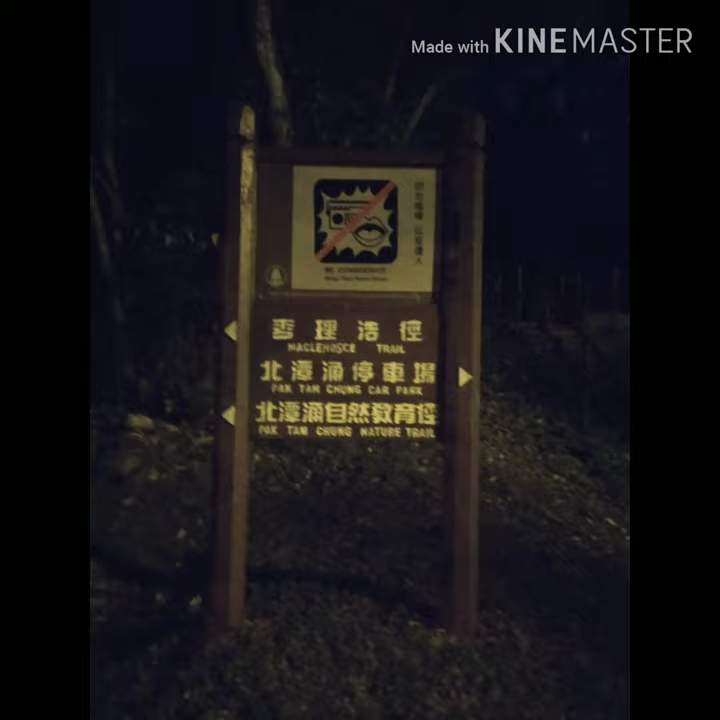 Made with KINEMASTER
麥理浩徑
MACLEHOSE TRAIL
北潭涌停車場
PAK TAM CHUNG CAR PARK
北潭涌自然教育徑
PAK TAM CHUNG NATURE TRAIL